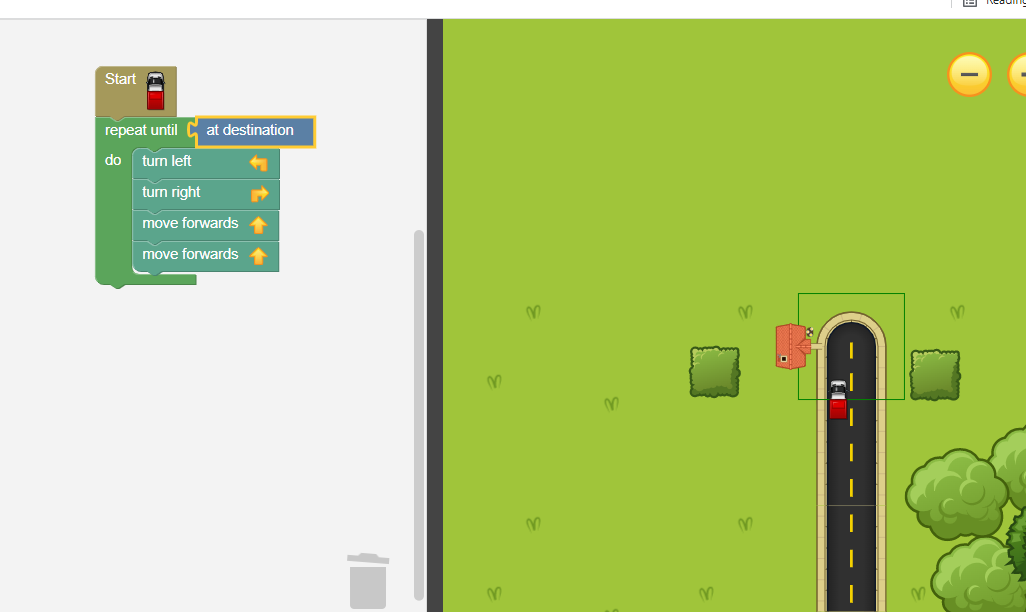 Start
repeat until at destination
do turn left
turn right
move forwards
move forwards